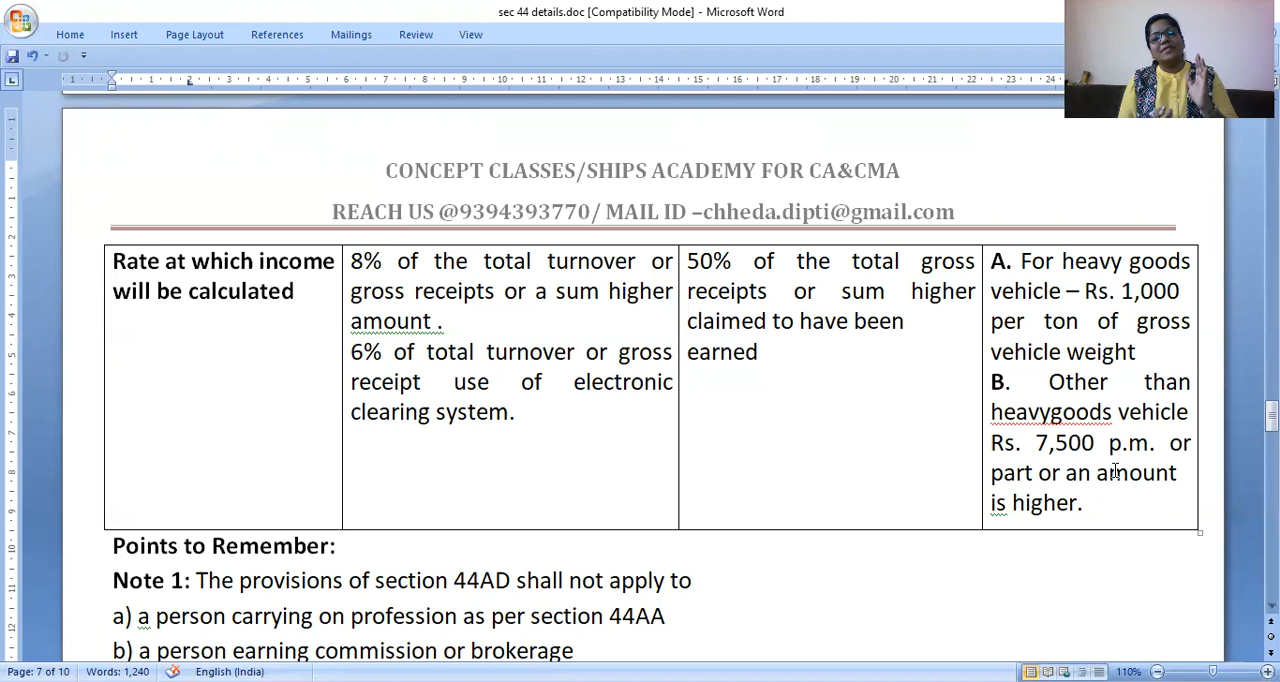 sec 44 details.doc [Compatibility Mode] - Microsoft Word
Home Insert Page Layout References Mailings Review View
CONCEPT CLASSES/SHIPS ACADEMY FOR CA&CMA
REACH US @9394393770/ MAIL ID –chheda.dipti@gmail.com
Rate at which income
will be calculated
8% of the total turnover or
gross receipts or a sum higher
amount .
6% of total turnover or gross
receipt use of electronic
clearing system.
50% of the total gross
receipts or sum higher
claimed to have been
earned
A. For heavy goods
vehicle – Rs. 1,000
per ton of gross
vehicle weight
B. Other than
heavygoods vehicle
Rs. 7,500 p.m. or
part or an amount
is higher.
Points to Remember:
Note 1: The provisions of section 44AD shall not apply to
a) a person carrying on profession as per section 44AA
b) a person earning commission or brokerage
Page: 7 of 10 Words: 1,240 English (India) 110%